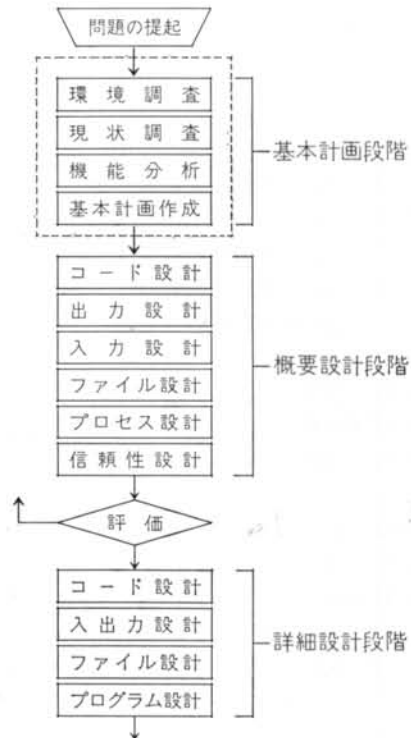 問題の提起
環境調査
現状調査
機能分析
基本計画作成
基本計画段階
コード設計
出力設計
入力設計
ファイル設計
プロセス設計
信頼性設計
概要設計段階
評価
コード設計
入出力設計
ファイル設計
プログラム設計
詳細設計段階